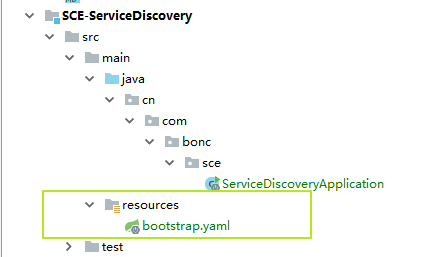 SCE-ServiceDiscovery
src
main
java
cn
com
bonc
sce
ServiceDiscoveryApplication
resources
bootstrap.yaml
test